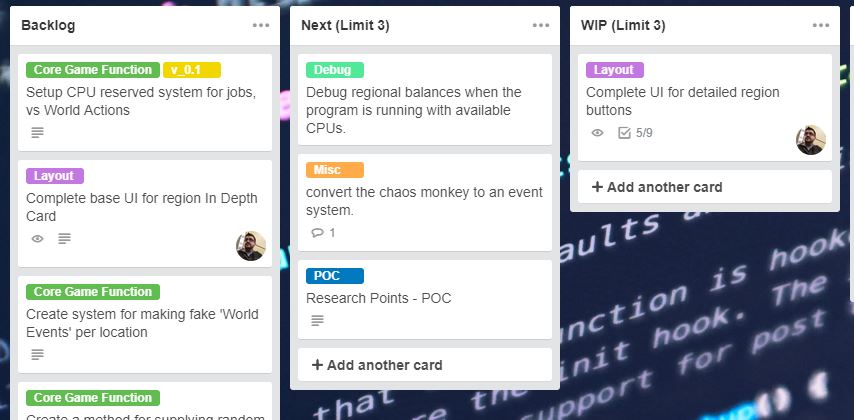 Backlog
Core Game Function v_0.1
Setup CPU reserved system for jobs,
vs World Actions
Layout
Complete base UI for region In Depth
Card
Core Game Function
Create system for making fake 'World
Events' per location
Core Game Function
Create a method for supplying random
Next (Limit 3)
Debug
Debug regional balances when the
program is running with available
CPUs.
Misc
convert the chaos monkey to an event
system.
1
POC
Research Points - POC
+ Add another card
WIP (Limit 3)
Layout
Complete UI for detailed region
buttons
5/9
+ Add another card
aults
nction is hook
init hook. The
support for post
that
the